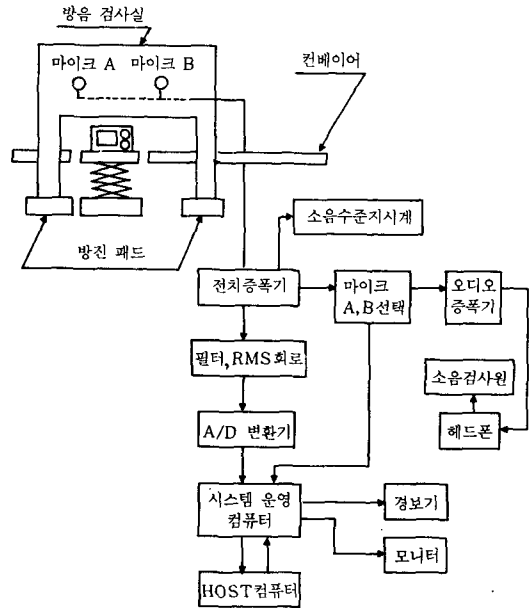 방음 검사실
마이크 A 마이크 B
컨베이어
방진 패드
소음수준지시계
전치증폭기
마이크
A,B선택
오디오
증폭기
필터,RMS회로
소음검사원
A/D 변환기
헤드폰
시스템 운영
컴퓨터
경보기
모니터
HOST컴퓨터